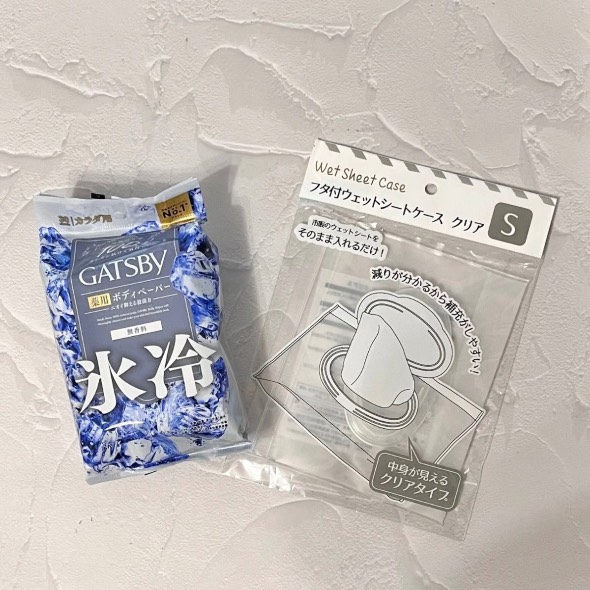 カラダ用
No.1
GATSBY
薬用 ボディペーパー
無香料
氷冷
Wet Sheet Case
フタ付ウェットシートケース クリア
S
市販のウェットシートを
そのまま入れるだけ!
減りが分かるから補充がしやすい!
中身が見える
クリアタイプ